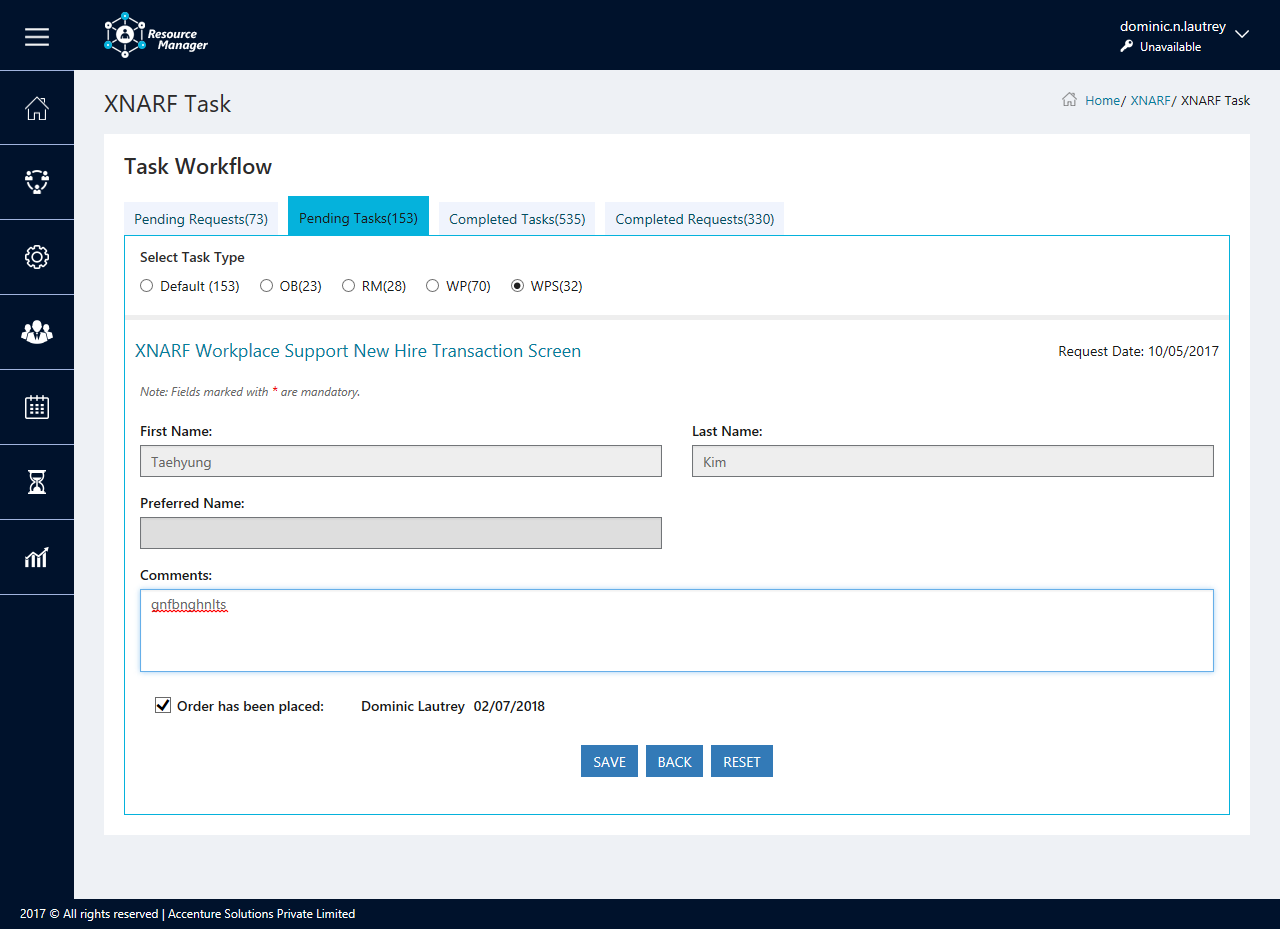 Resource
Manager
dominic.n.lautrey
Unavailable
XNARF Task
Home/ XNARF/ XNARF Task
Task Workflow
Pending Requests(73) Pending Tasks(153) Completed Tasks(535) Completed Requests(330)
Select Task Type
Default (153) OB(23) RM(28) WP(70) WPS(32)
XNARF Workplace Support New Hire Transaction Screen Request Date: 10/05/2017
Note: Fields marked with * are mandatory.
First Name: Last Name:
Taehyung Kim
Preferred Name:
Comments:
gnfbnghnlts
Order has been placed: Dominic Lautrey 02/07/2018
SAVE BACK RESET
2017 © All rights reserved | Accenture Solutions Private Limited